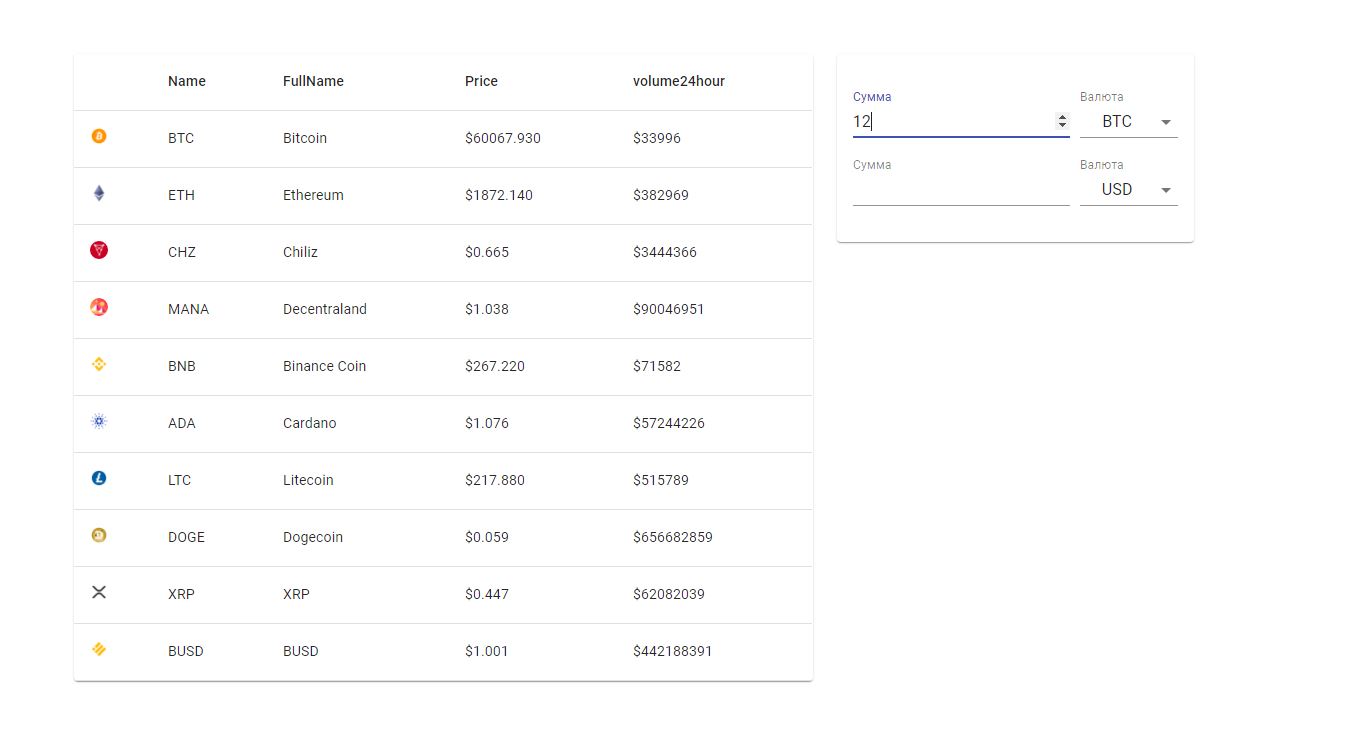 Name FullName Price volume24hour
BTC Bitcoin $60067.930 $33996
ETH Ethereum $1872.140 $382969
CHZ Chiliz $0.665 $3444366
MANA Decentraland $1.038 $90046951
BNB Binance Coin $267.220 $71582
ADA Cardano $1.076 $57244226
LTC Litecoin $217.880 $515789
DOGE Dogecoin $0.059 $656682859
XRP XRP $0.447 $62082039
BUSD BUSD $1.001 $442188391
Сумма Валюта
12 BTC
Сумма Валюта
USD